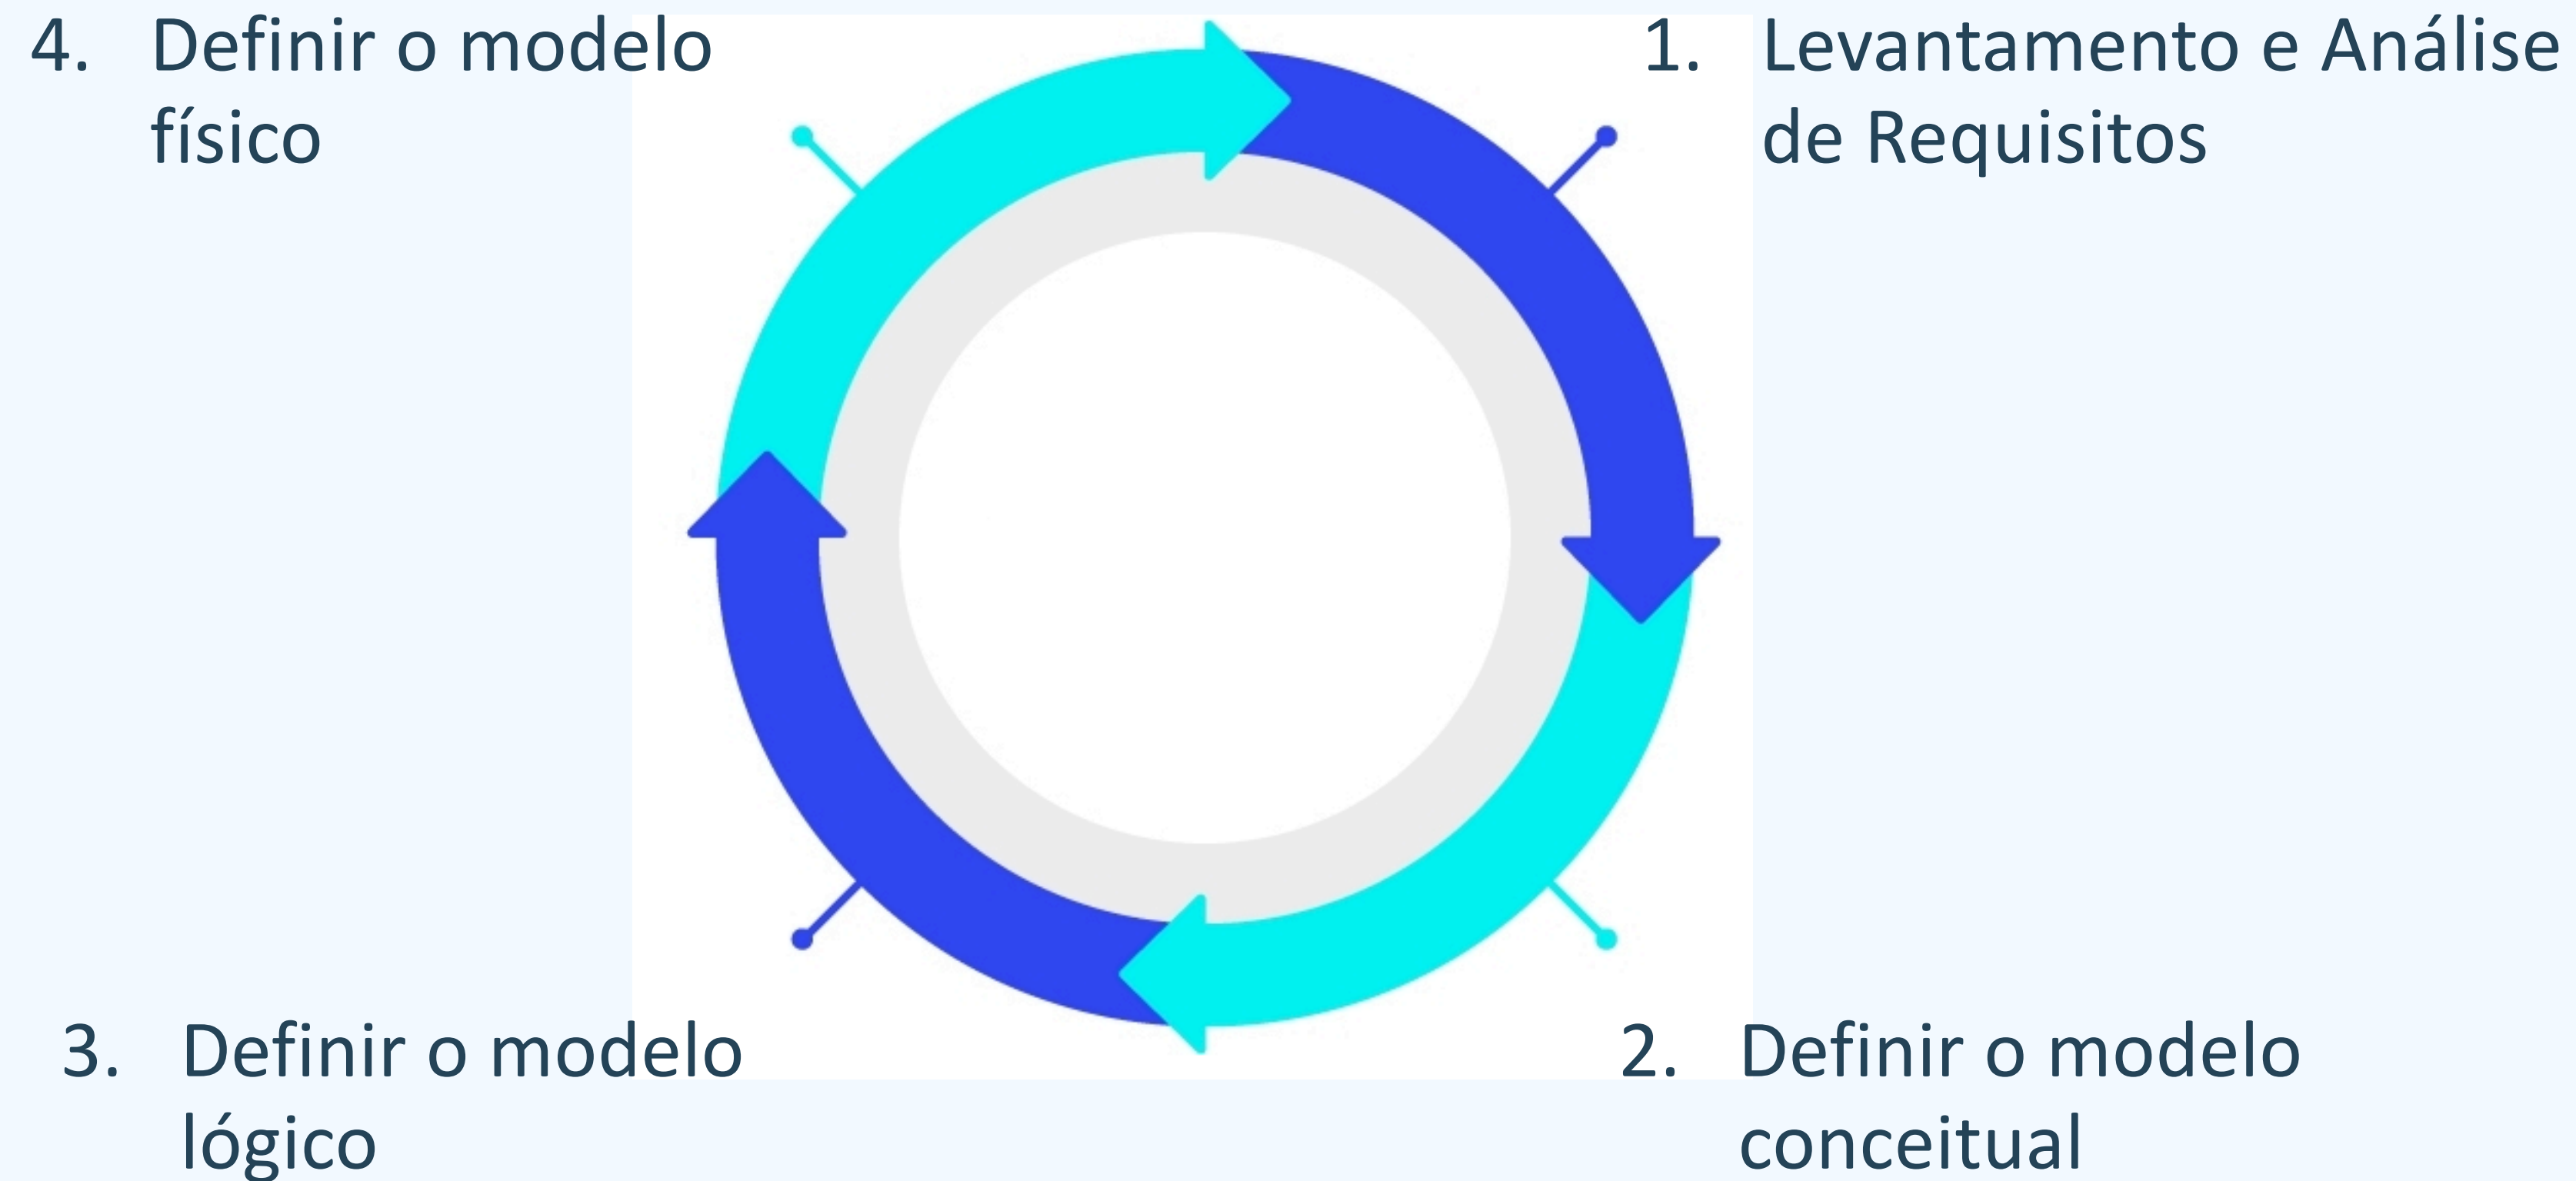 4. Definir o modelo
físico
1. Levantamento e Análise
de Requisitos
3. Definir o modelo
lógico
2. Definir o modelo
conceitual